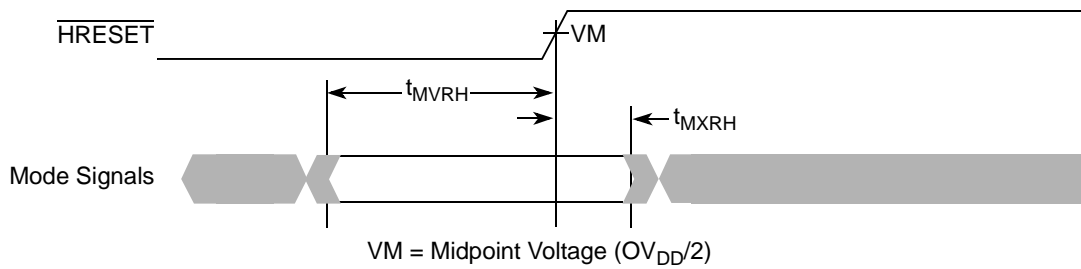 HRESET
VM
tMVRH
tMXRH
Mode Signals
VM = Midpoint Voltage (OVDD/2)